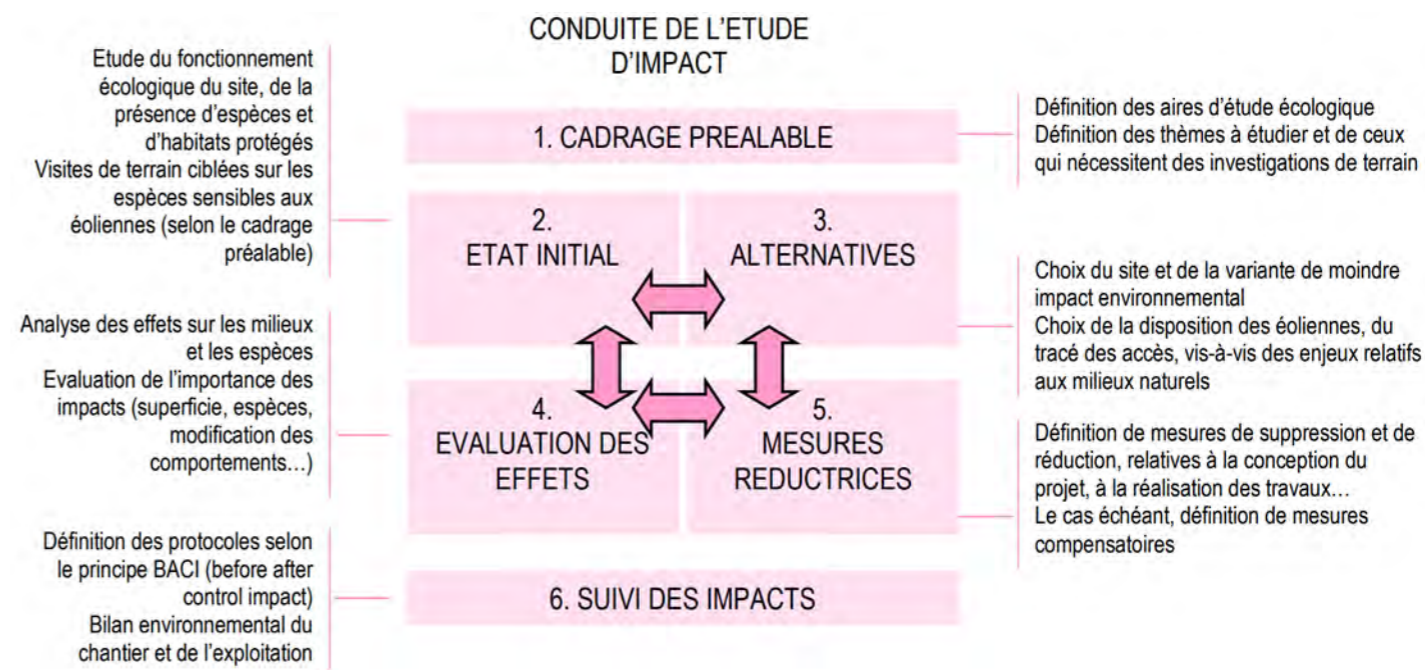 CONDUITE DE L'ETUDE
D'IMPACT
Etude du fonctionnement
écologique du site, de la
présence d'espèces et
d'habitats protégés
Visites de terrain ciblées sur les
espèces sensibles aux
éoliennes (selon le cadrage
préalable)
1. CADRAGE PREALABLE
Définition des aires d'étude écologique
Définition des thèmes à étudier et de ceux
qui nécessitent des investigations de terrain
2.
ETAT INITIAL
3.
ALTERNATIVES
Choix du site et de la variante de moindre
impact environnemental
Choix de la disposition des éoliennes, du
tracé des accès, vis-à-vis des enjeux relatifs
aux milieux naturels
Analyse des effets sur les milieux
et les espèces
Evaluation de l'importance des
impacts (superficie, espèces,
modification des
comportements…)
4.
EVALUATION DES
EFFETS
5.
MESURES
REDUCTRICES
Définition de mesures de suppression et de
réduction, relatives à la conception du
projet, à la réalisation des travaux…
Le cas échéant, définition de mesures
compensatoires
Définition des protocoles selon
le principe BACI (before after
control impact)
Bilan environnemental du
chantier et de l'exploitation
6. SUIVI DES IMPACTS